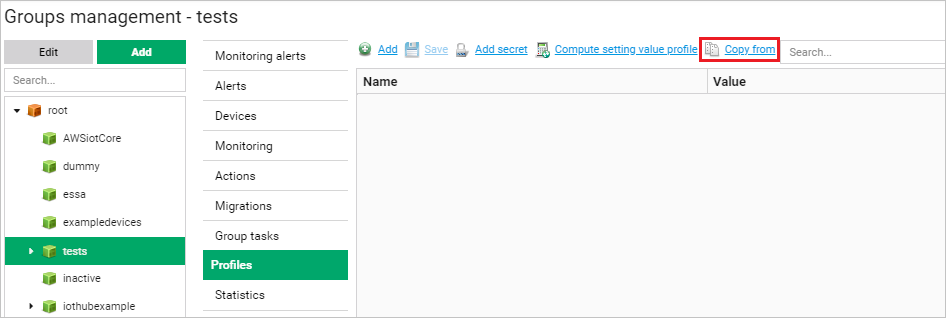 Groups management - tests
Edit
Add
Search...
root
AWSiotCore
dummy
essa
exampledevices
tests
inactive
iothubexample
Monitoring alerts
Alerts
Devices
Monitoring
Actions
Migrations
Group tasks
Profiles
Statistics
Add Save Add secret Compute setting value profile Copy from Search...
Name Value